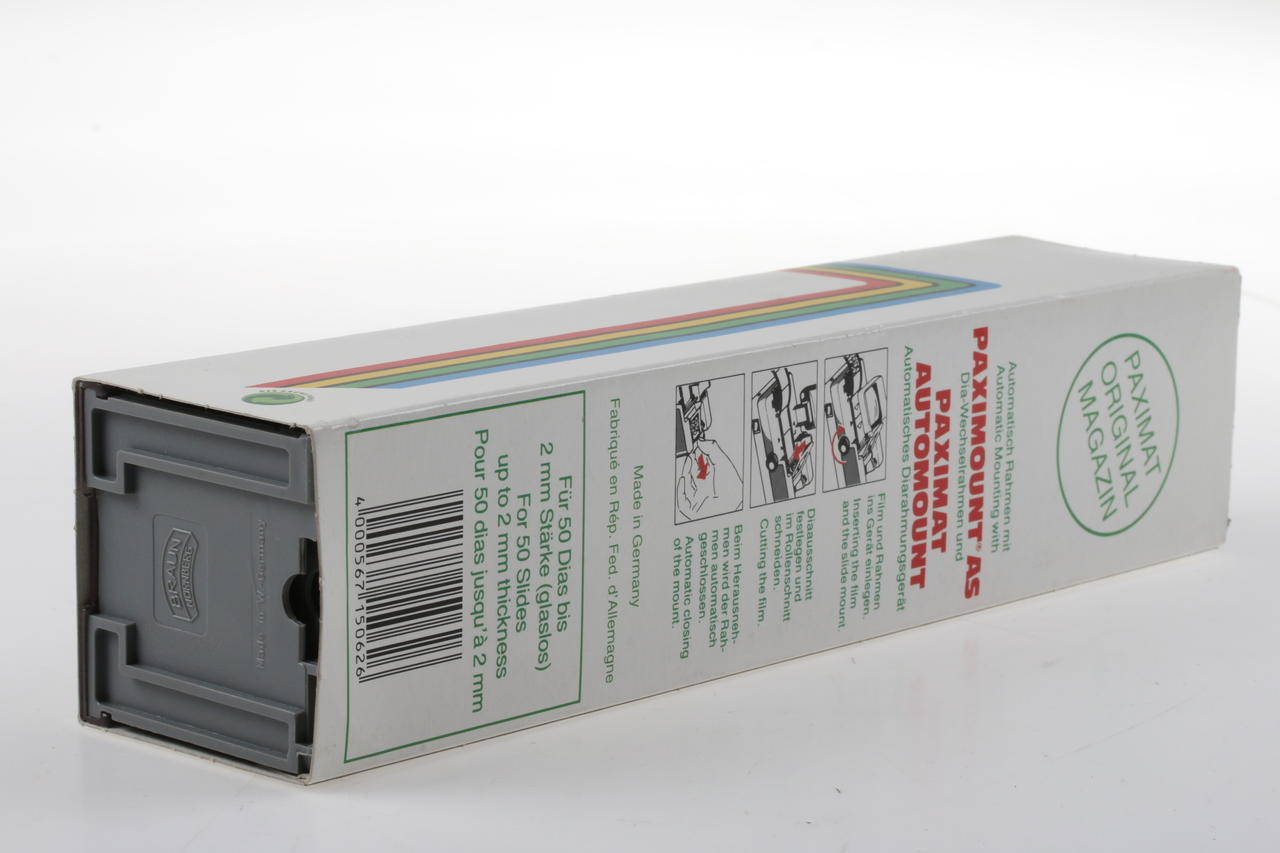 PAXIMAT
ORIGINAL
MAGAZIN
Automatisch Rahmen mit
Automatic Mounting with
PAXIMOUNT® AS
Dia-Wechselrahmen und
PAXIMAT
AUTOMOUNT
Automatisches Diarahmungsgerät
Film und Rahmen
ins Gerät einlegen.
Inserting the film
and the slide mount.
Diaausschnitt
festlegen und
im Rollenschnitt
schneiden.
Cutting the film.
Beim Herausneh-
men wird der Rah-
men automatisch
geschlossen.
Automatic closing
of the mount.
Made in Germany
Fabriqué en Rép. Fed. d'Allemagne
Für 50 Dias bis
2 mm Stärke (glaslos)
For 50 Slides
up to 2 mm thickness
Pour 50 dias jusqu'à 2 mm
4 000567 150626
BRAUN
NÜRNBERG
Made in W.-Germany